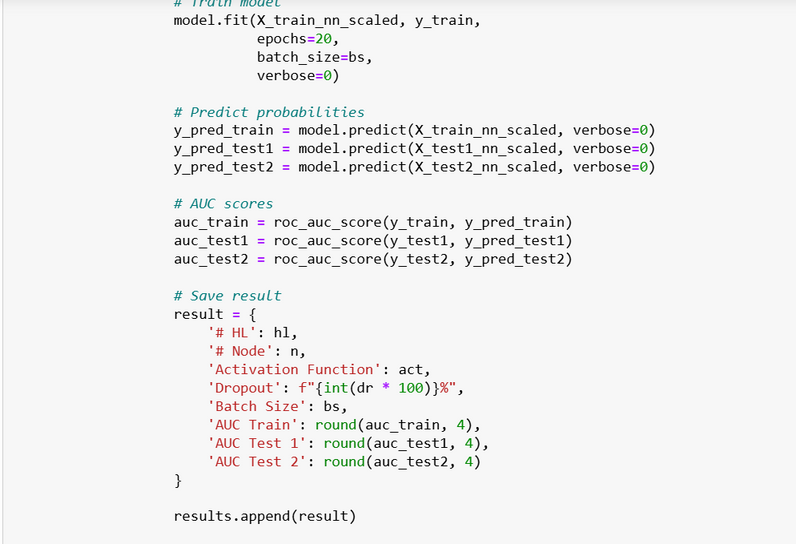 # Train model
model.fit(X_train_nn_scaled, y_train,
          epochs=20,
          batch_size=bs,
          verbose=0)
# Predict probabilities
y_pred_train = model.predict(X_train_nn_scaled, verbose=0)
y_pred_test1 = model.predict(X_test1_nn_scaled, verbose=0)
y_pred_test2 = model.predict(X_test2_nn_scaled, verbose=0)
# AUC scores
auc_train = roc_auc_score(y_train, y_pred_train)
auc_test1 = roc_auc_score(y_test1, y_pred_test1)
auc_test2 = roc_auc_score(y_test2, y_pred_test2)
# Save result
result = {
    '# HL': hl,
    '# Node': n,
    'Activation Function': act,
    'Dropout': f"{int(dr * 100)}%",
    'Batch Size': bs,
    'AUC Train': round(auc_train, 4),
    'AUC Test 1': round(auc_test1, 4),
    'AUC Test 2': round(auc_test2, 4)
}
results.append(result)